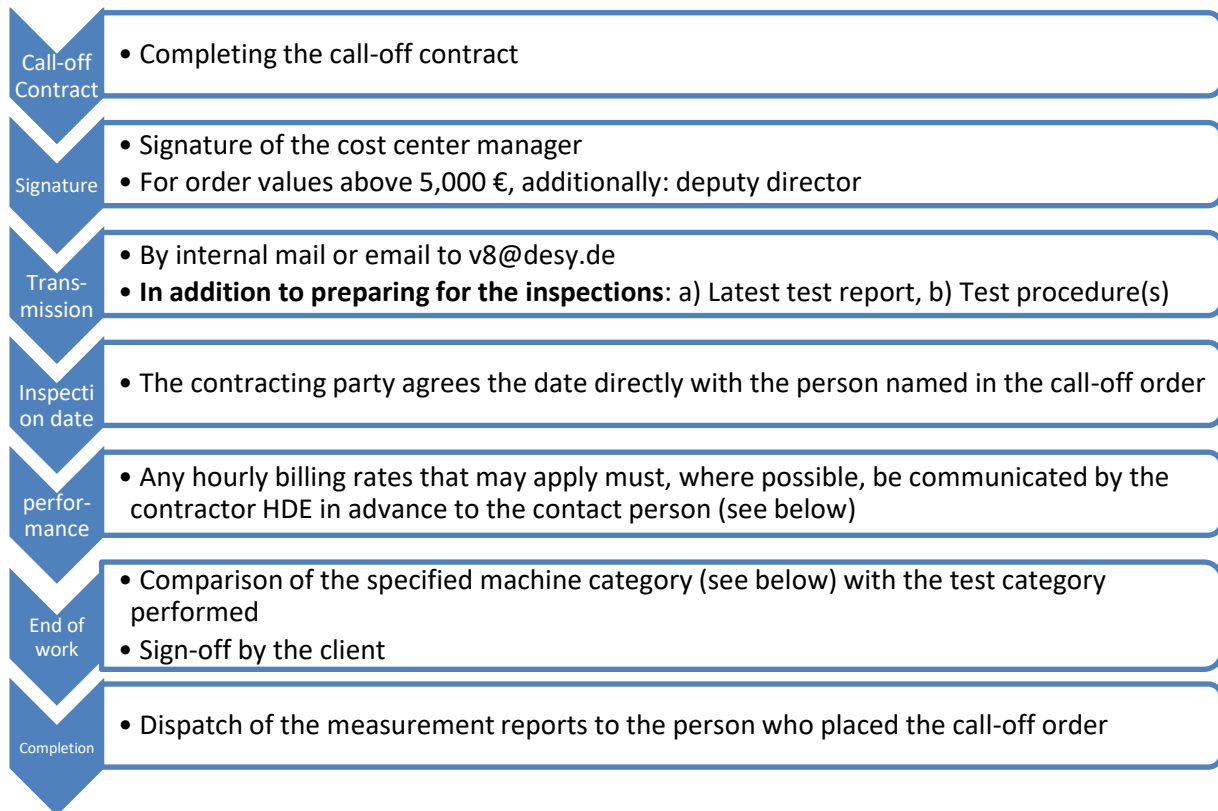 Call-off
Contract
• Completing the call-off contract
Signature
• Signature of the cost center manager
• For order values above 5,000 €, additionally: deputy director
Trans-
mission
• By internal mail or email to v8@desy.de
• In addition to preparing for the inspections: a) Latest test report, b) Test procedure(s)
Inspecti
on date
• The contracting party agrees the date directly with the person named in the call-off order
perfor-
mance
• Any hourly billing rates that may apply must, where possible, be communicated by the
contractor HDE in advance to the contact person (see below)
End of
work
• Comparison of the specified machine category (see below) with the test category
performed
• Sign-off by the client
Completion
• Dispatch of the measurement reports to the person who placed the call-off order